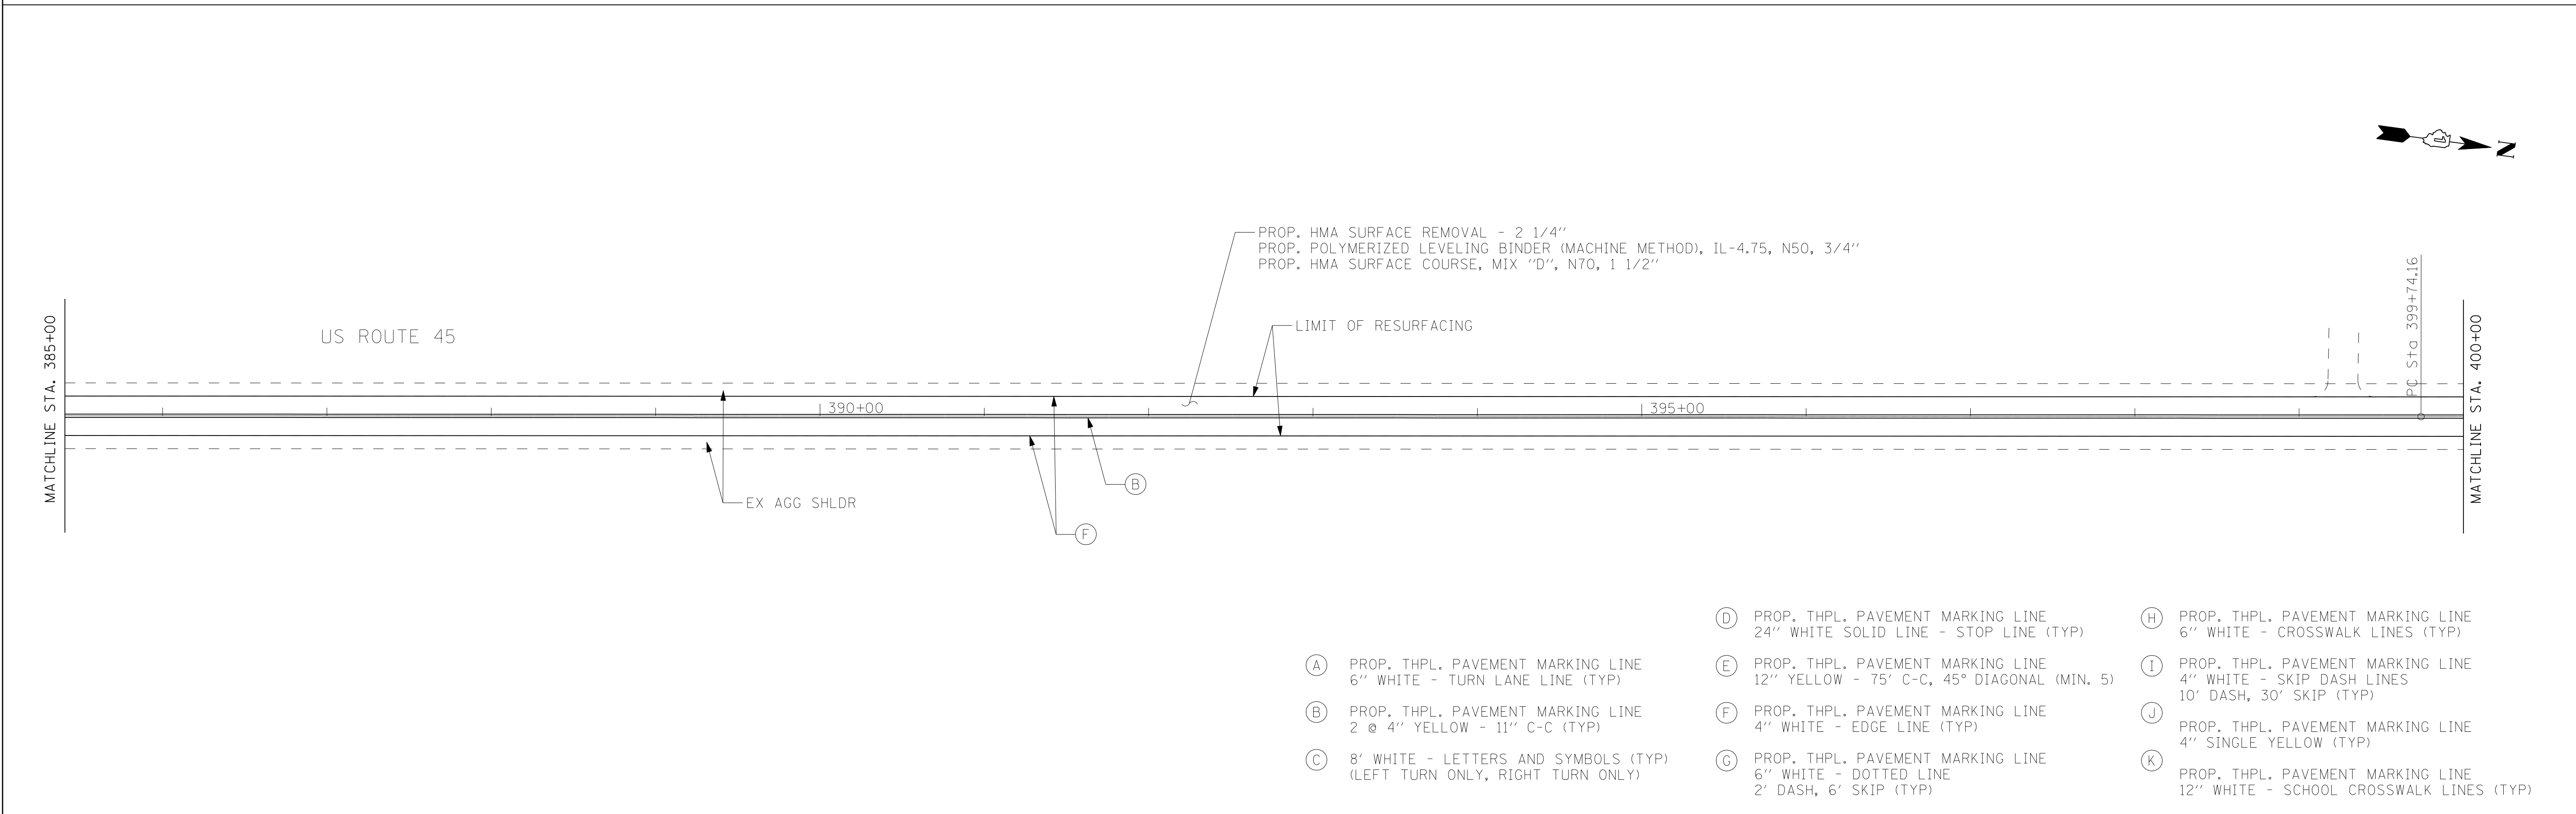 N
PROP. HMA SURFACE REMOVAL - 2 1/4"
PROP. POLYMERIZED LEVELING BINDER (MACHINE METHOD), IL-4.75, N50, 3/4"
PROP. HMA SURFACE COURSE, MIX "D", N70, 1 1/2"
LIMIT OF RESURFACING
US ROUTE 45
MATCHLINE STA. 385+00
390+00
395+00
PC Sta 399+74.16
MATCHLINE STA. 400+00
B
EX AGG SHLDR
F
A PROP. THPL. PAVEMENT MARKING LINE
6" WHITE - TURN LANE LINE (TYP)
B PROP. THPL. PAVEMENT MARKING LINE
2 @ 4" YELLOW - 11" C-C (TYP)
C 8' WHITE - LETTERS AND SYMBOLS (TYP)
(LEFT TURN ONLY, RIGHT TURN ONLY)
D PROP. THPL. PAVEMENT MARKING LINE
24" WHITE SOLID LINE - STOP LINE (TYP)
E PROP. THPL. PAVEMENT MARKING LINE
12" YELLOW - 75' C-C, 45° DIAGONAL (MIN. 5)
F PROP. THPL. PAVEMENT MARKING LINE
4" WHITE - EDGE LINE (TYP)
G PROP. THPL. PAVEMENT MARKING LINE
6" WHITE - DOTTED LINE
2' DASH, 6' SKIP (TYP)
H PROP. THPL. PAVEMENT MARKING LINE
6" WHITE - CROSSWALK LINES (TYP)
I PROP. THPL. PAVEMENT MARKING LINE
4" WHITE - SKIP DASH LINES
10' DASH, 30' SKIP (TYP)
J
PROP. THPL. PAVEMENT MARKING LINE
4" SINGLE YELLOW (TYP)
K
PROP. THPL. PAVEMENT MARKING LINE
12" WHITE - SCHOOL CROSSWALK LINES (TYP)